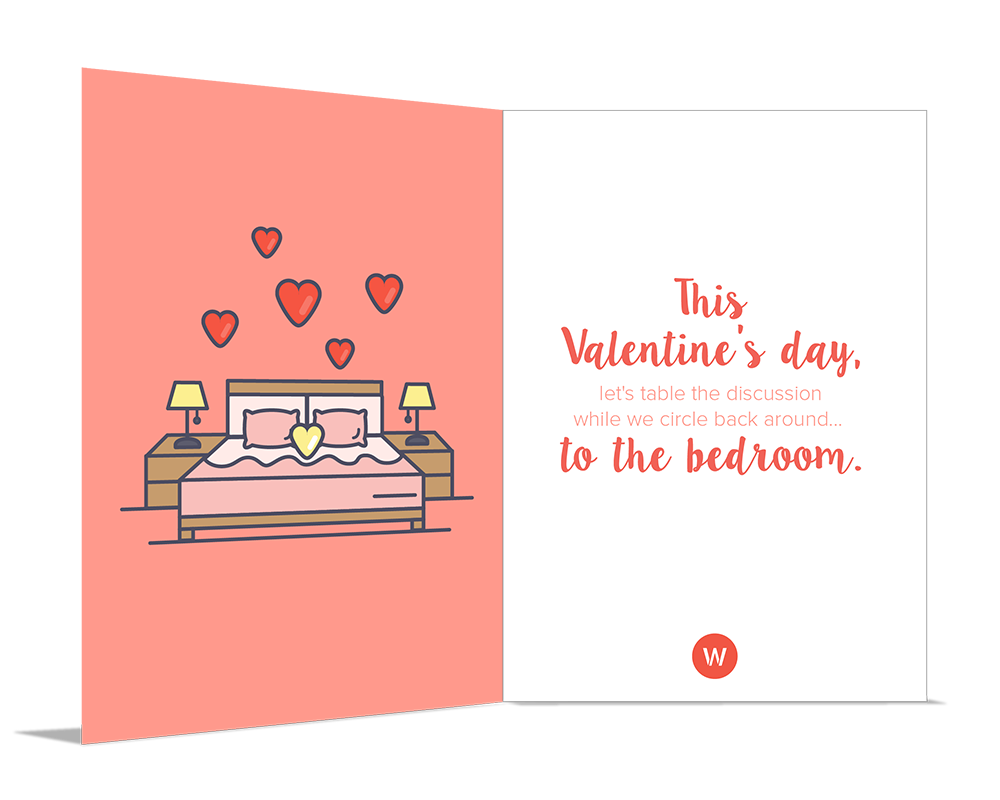 This
Valentine's day,
let's table the discussion
while we circle back around...
to the bedroom.
W